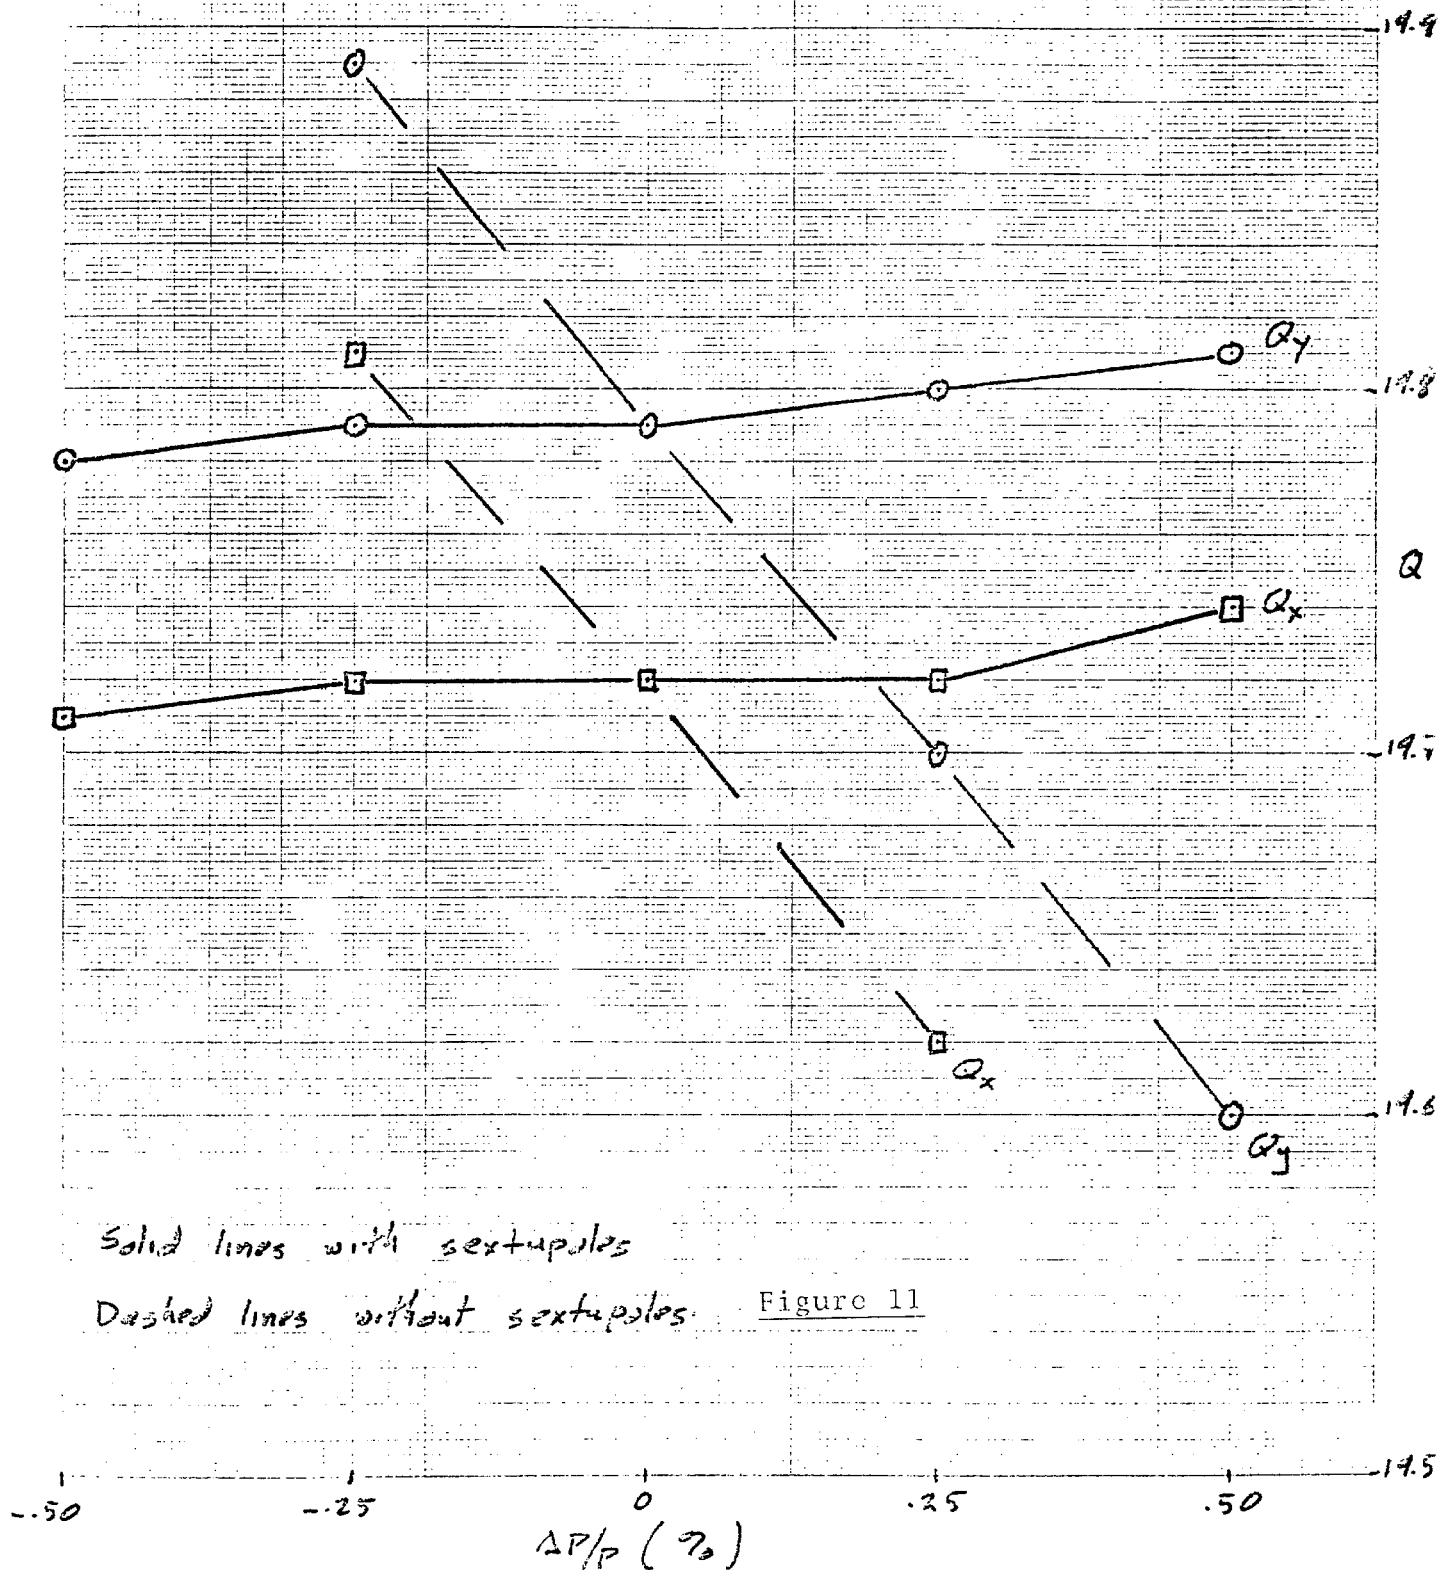 19.9
Qy
19.8
Q
Qx
19.7
Qx
19.6
Qy
Solid lines with sextupoles
Dashed lines without sextupoles.
Figure 11
19.5
-.50 -.25 0 .25 .50
ΔP/P (%)